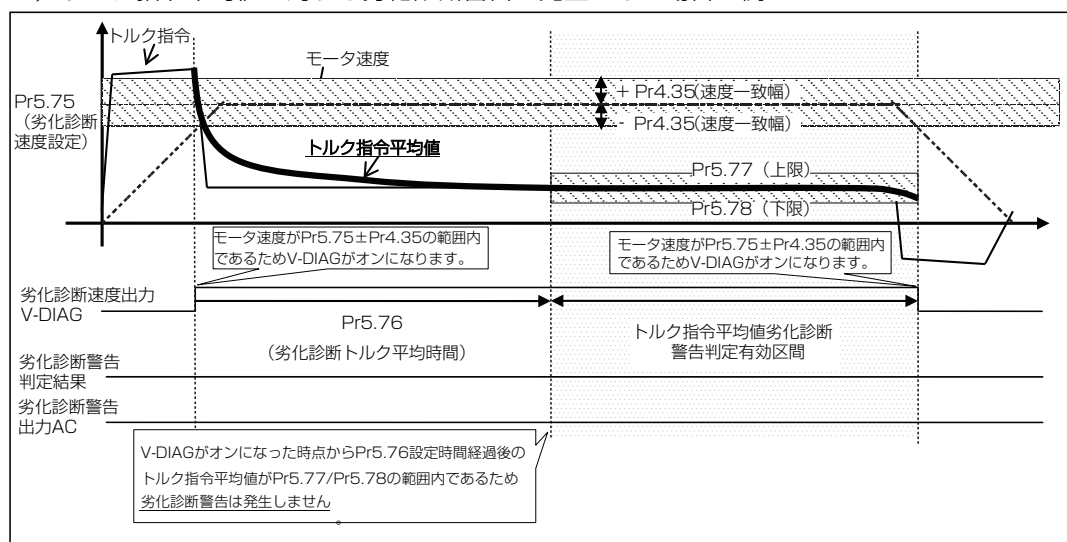 トルク指令
モータ速度
+ Pr4.35(速度一致幅)
- Pr4.35(速度一致幅)
Pr5.75
（劣化診断
速度設定）
トルク指令平均値
Pr5.77（上限）
Pr5.78（下限）
モータ速度がPr5.75±Pr4.35の範囲内
であるためV-DIAGがオンになります。
モータ速度がPr5.75±Pr4.35の範囲内
であるためV-DIAGがオンになります。
劣化診断速度出力
V-DIAG
Pr5.76
（劣化診断トルク平均時間）
トルク指令平均値劣化診断
警告判定有効区間
劣化診断警告
判定結果
劣化診断警告
出力AC
V-DIAGがオンになった時点からPr5.76設定時間経過後の
トルク指令平均値がPr5.77/Pr5.78の範囲内であるため
劣化診断警告は発生しません
。